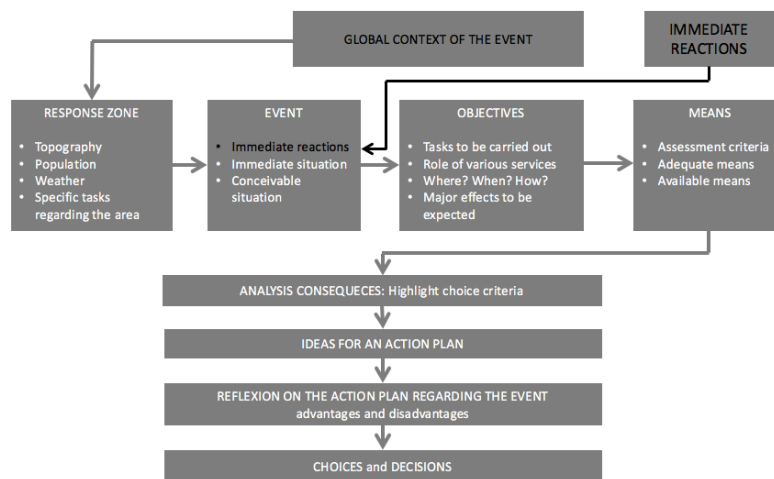 GLOBAL CONTEXT OF THE EVENT
IMMEDIATE
REACTIONS
RESPONSE ZONE
• Topography
• Population
• Weather
• Specific tasks
regarding the area
EVENT
• Immediate reactions
• Immediate situation
• Conceivable
situation
OBJECTIVES
• Tasks to be carried out
• Role of various services
• Where? When? How?
• Major effects to be
expected
MEANS
• Assessment criteria
• Adequate means
• Available means
ANALYSIS CONSEQUECES: Highlight choice criteria
IDEAS FOR AN ACTION PLAN
REFLEXION ON THE ACTION PLAN REGARDING THE EVENT
advantages and disadvantages
CHOICES and DECISIONS